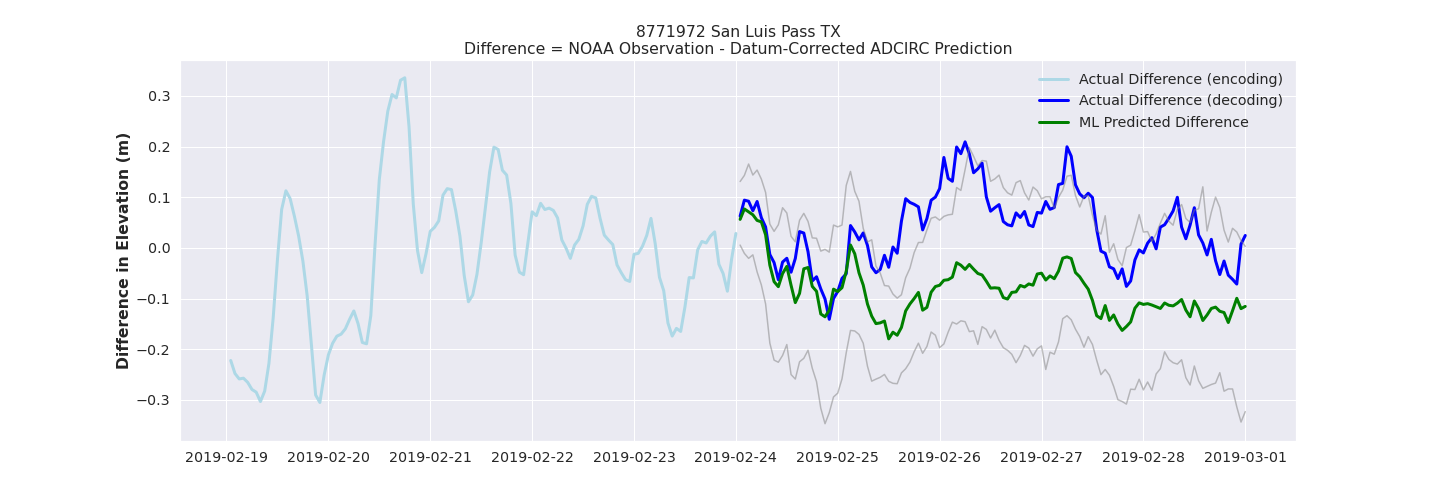 8771972 San Luis Pass TX
Difference = NOAA Observation - Datum-Corrected ADCIRC Prediction
Actual Difference (encoding)
Actual Difference (decoding)
ML Predicted Difference
Difference in Elevation (m)
0.3
0.2
0.1
0.0
−0.1
−0.2
−0.3
2019-02-19 2019-02-20 2019-02-21 2019-02-22 2019-02-23 2019-02-24 2019-02-25 2019-02-26 2019-02-27 2019-02-28 2019-03-01